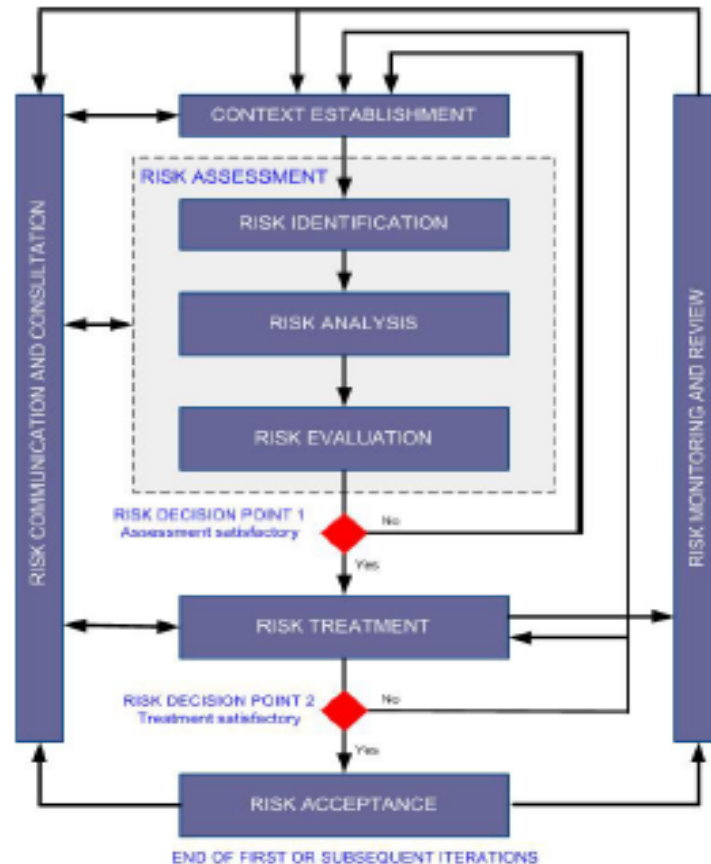 CONTEXT ESTABLISHMENT
RISK ASSESSMENT
RISK IDENTIFICATION
RISK ANALYSIS
RISK EVALUATION
RISK COMMUNICATION AND CONSULTATION
RISK MONITORING AND REVIEW
RISK DECISION POINT 1
Assessment satisfactory
No
Yes
RISK TREATMENT
RISK DECISION POINT 2
Treatment satisfactory
No
Yes
RISK ACCEPTANCE
END OF FIRST OR SUBSEQUENT ITERATIONS